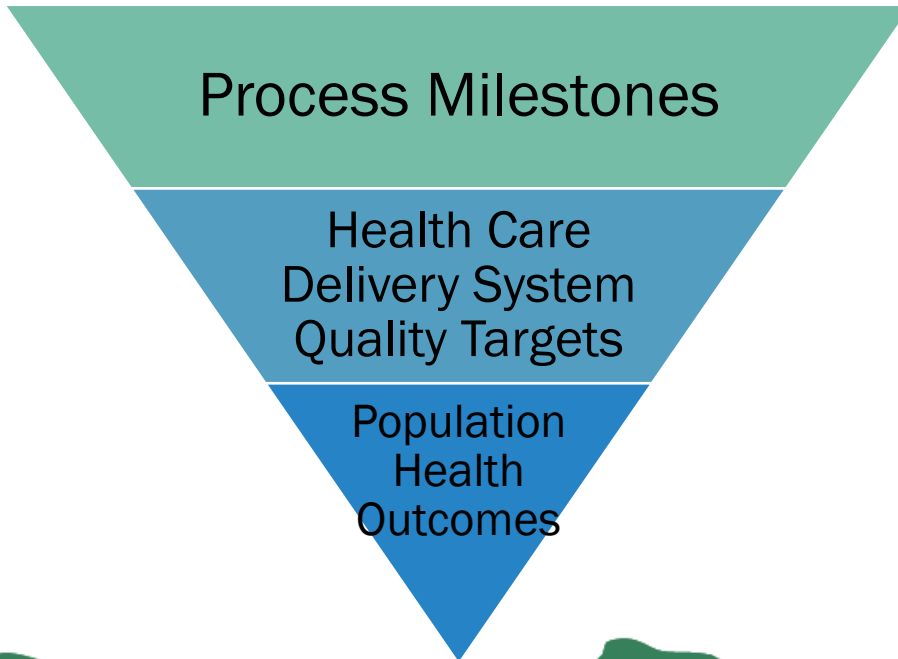 Process Milestones
Health Care
Delivery System
Quality Targets
Population
Health
Outcomes